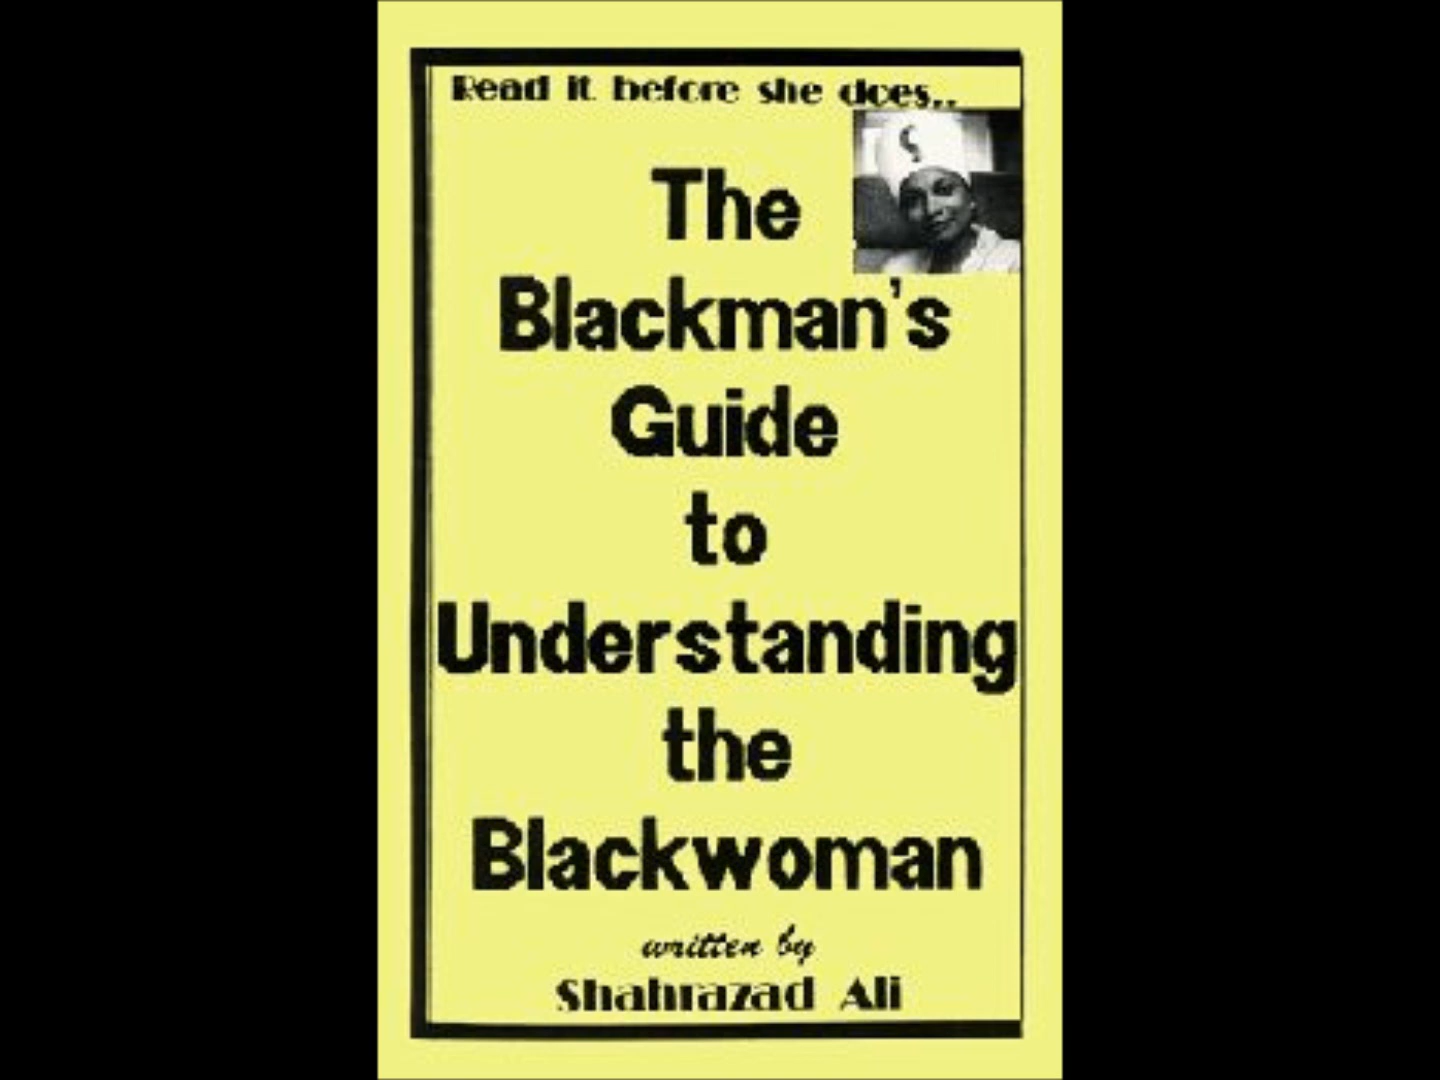 Read it before she does..
The
Blackman's
Guide
to
Understanding
the
Blackwoman
written by
Shahrazad Ali